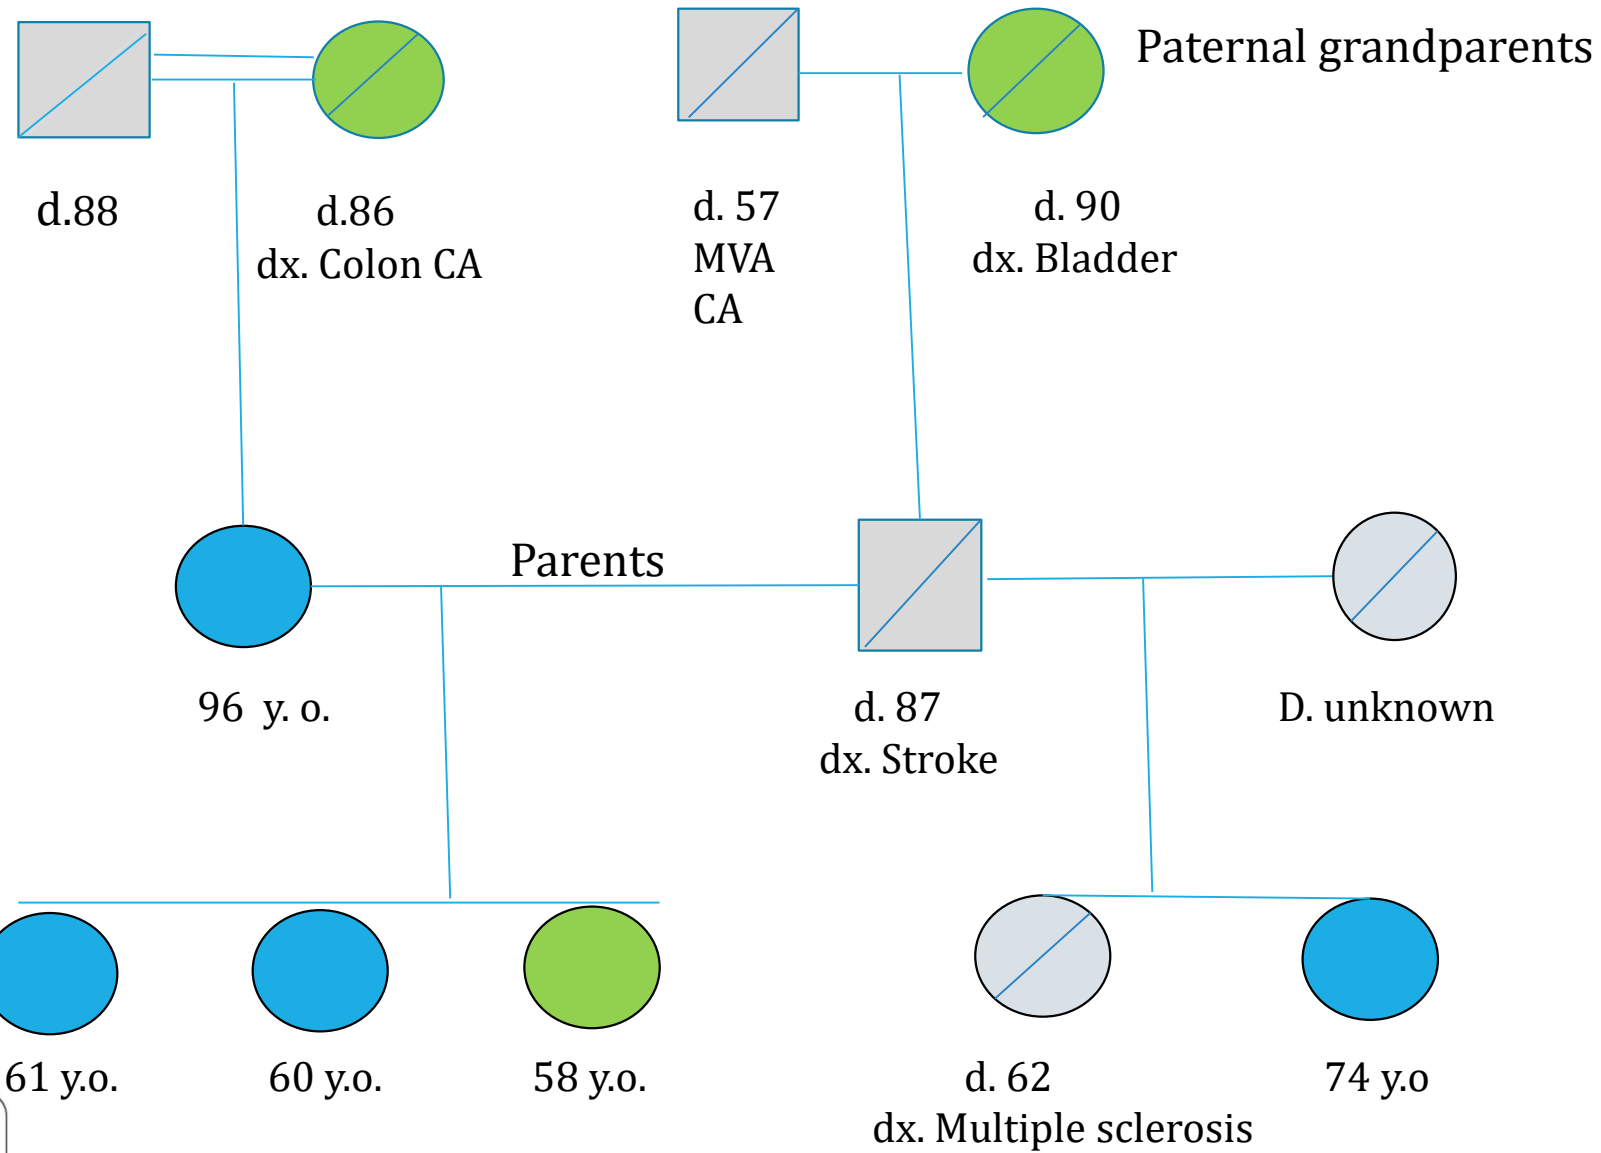 Paternal grandparents
d.88
d.86
dx. Colon CA
d. 57
MVA
CA
d. 90
dx. Bladder
Parents
96 y. o.
d. 87
dx. Stroke
D. unknown
61 y.o.
60 y.o.
58 y.o.
d. 62
dx. Multiple sclerosis
74 y.o